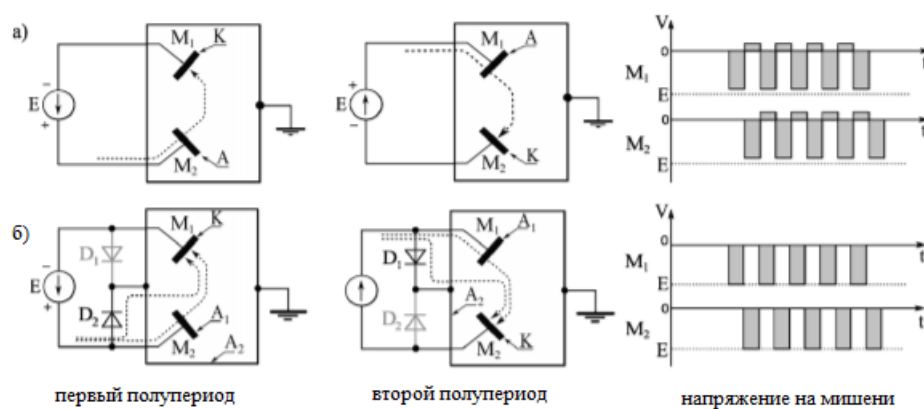 а)
M₁ K
− E +
M₂ A
M₁ A
+ E −
M₂ K
V
0 t
M₁
E
0 t
M₂
E
б)
M₁ K
D₁
− E +
D₂
M₂ A₁
A₂
A₁
M₁
D₁
A₂
D₂
M₂ K
V
0 t
M₁
E
0 t
M₂
E
первый полупериод
второй полупериод
напряжение на мишени